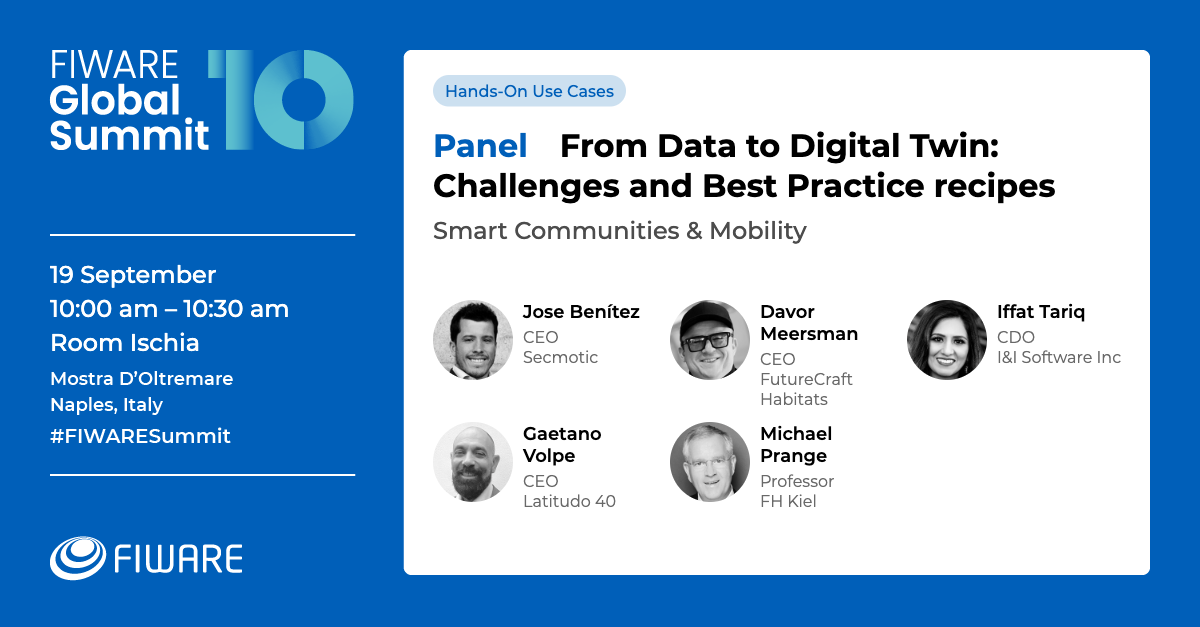 FIWARE
Global
Summit
10
19 September
10:00 am – 10:30 am
Room Ischia
Mostra D’Oltremare
Naples, Italy
#FIWARESummit
FIWARE
Hands-On Use Cases
Panel From Data to Digital Twin:
Challenges and Best Practice recipes
Smart Communities & Mobility
Jose Benítez
CEO
Secmotic
Davor
Meersman
CEO
FutureCraft
Habitats
Iffat Tariq
CDO
I&I Software Inc
Gaetano
Volpe
CEO
Latitudo 40
Michael
Prange
Professor
FH Kiel